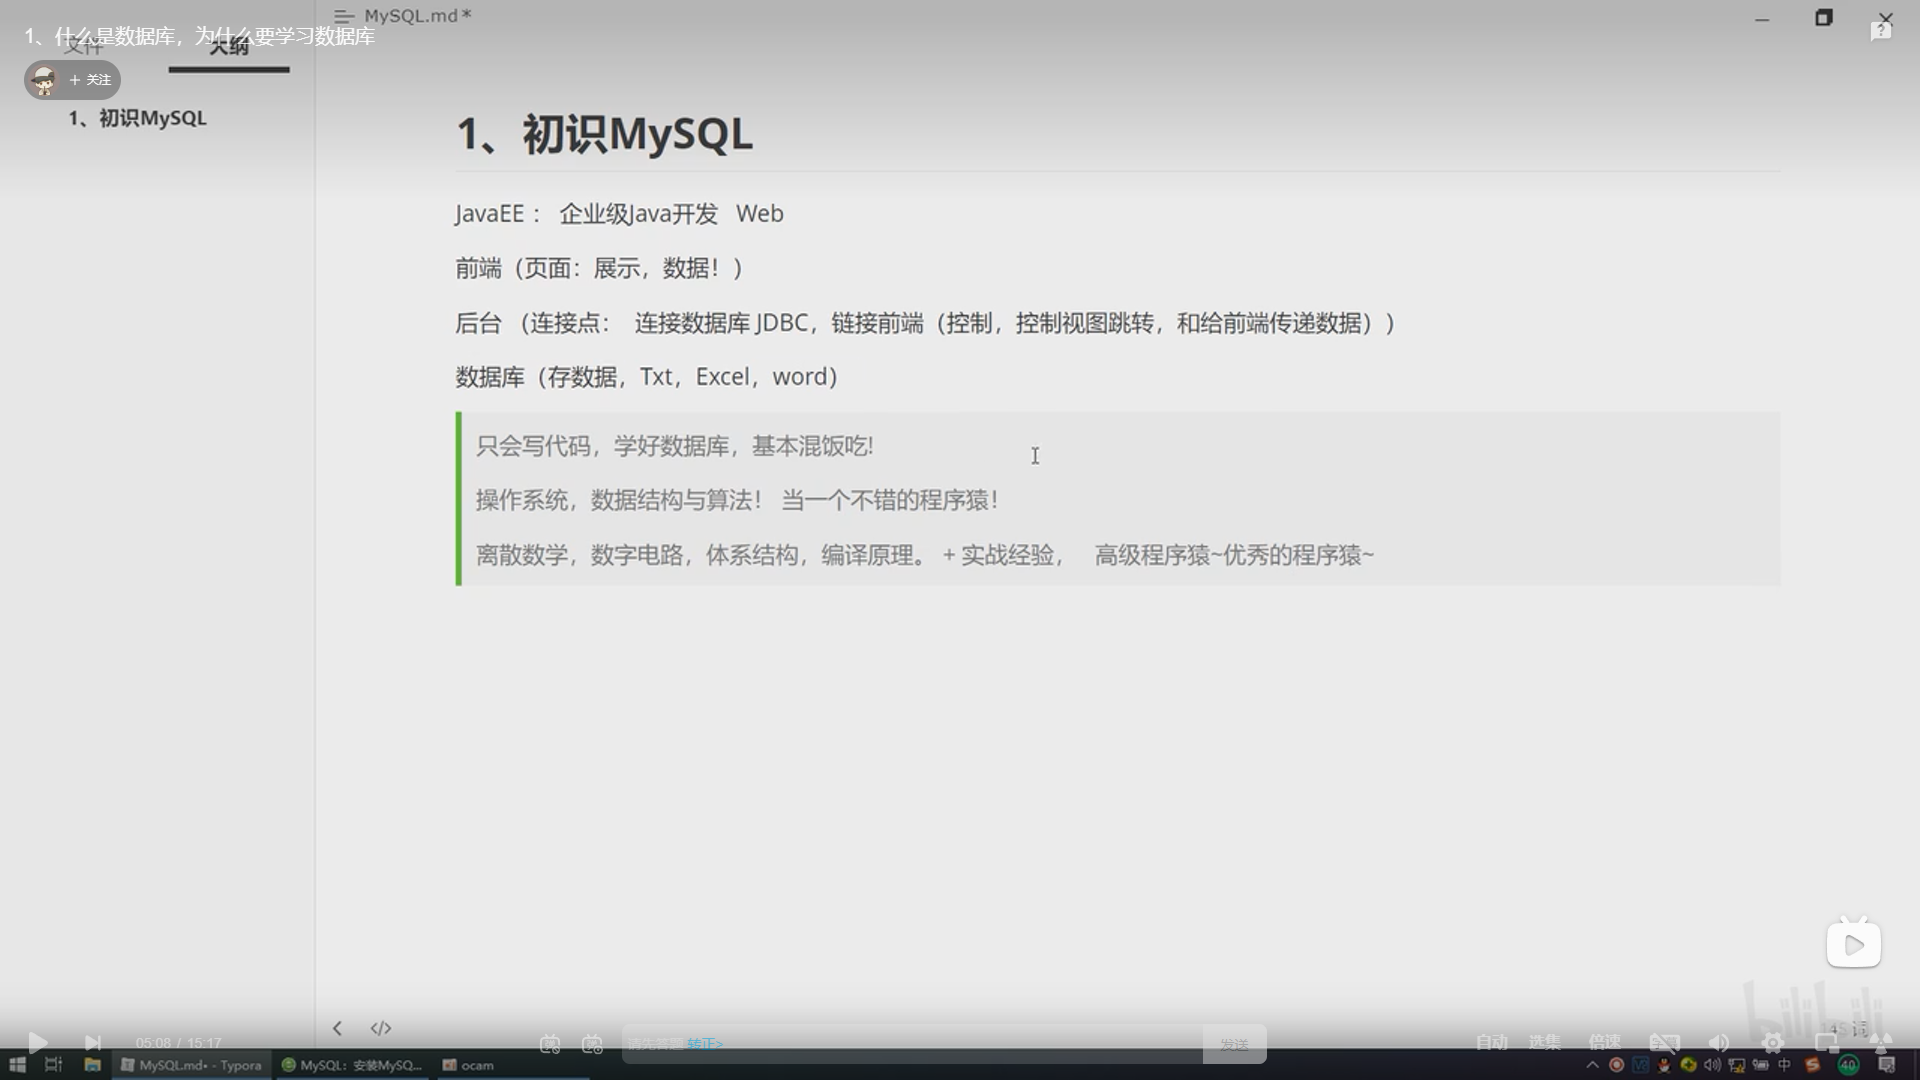 MySQL.md*
1、什么是数据库，为什么要学习数据库
文件
大纲
+ 关注
1、初识MySQL
1、初识MySQL
JavaEE： 企业级Java开发 Web
前端（页面：展示，数据！）
后台 （连接点： 连接数据库 JDBC，链接前端（控制，控制视图跳转，和给前端传递数据））
数据库（存数据，Txt，Excel，word）
只会写代码，学好数据库，基本混饭吃!
操作系统，数据结构与算法！ 当一个不错的程序猿！
离散数学，数字电路，体系结构，编译原理。 + 实战经验， 高级程序猿~优秀的程序猿~
bilibili
</>
05:08 / 15:17
请先答题 转正>
发送
自动
选集
倍速
MySQL.md• - Typora
MySQL：安装MySQ...
ocam
中
40